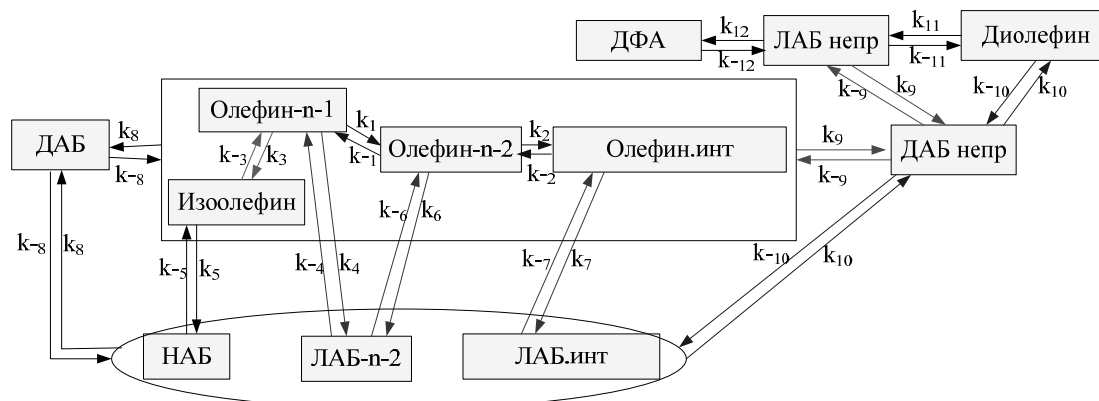 ДФА
k12
k-12
ЛАБ непр
k11
k-11
Диолефин
k-9
k9
k-10
k10
ДАБ
k8
k-8
Олефин-n-1
k1
k-1
Олефин-n-2
k2
k-2
Олефин.инт
k9
k-9
ДАБ непр
k-3
k3
Изоолефин
k-8
k8
k-5
k5
k-4
k4
k-6
k6
k-7
k7
k-10
k10
НАБ
ЛАБ-n-2
ЛАБ.инт